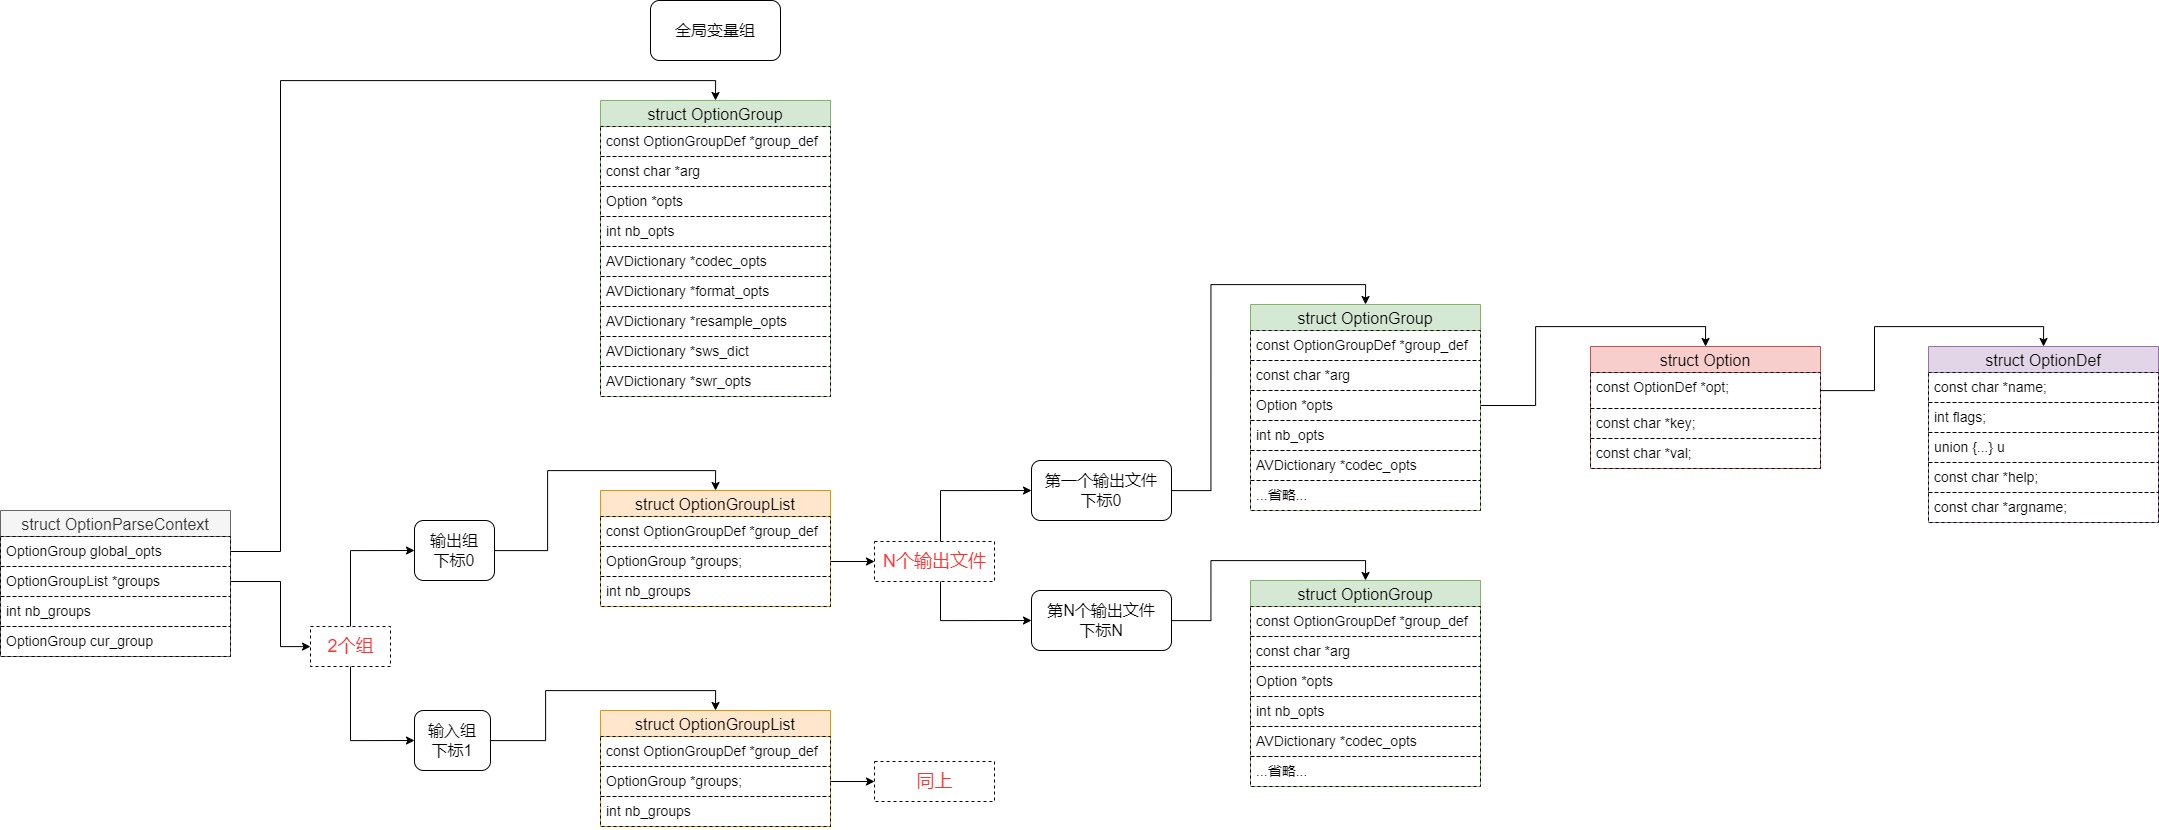 全局变量组
struct OptionGroup
const OptionGroupDef *group_def
const char *arg
Option *opts
int nb_opts
AVDictionary *codec_opts
AVDictionary *format_opts
AVDictionary *resample_opts
AVDictionary *sws_dict
AVDictionary *swr_opts
struct OptionParseContext
OptionGroup global_opts
OptionGroupList *groups
int nb_groups
OptionGroup cur_group
2个组
输出组
下标0
struct OptionGroupList
const OptionGroupDef *group_def
OptionGroup *groups;
int nb_groups
N个输出文件
第一个输出文件
下标0
struct OptionGroup
const OptionGroupDef *group_def
const char *arg
Option *opts
int nb_opts
AVDictionary *codec_opts
...省略...
struct Option
const OptionDef *opt;
const char *key;
const char *val;
struct OptionDef
const char *name;
int flags;
union {...} u
const char *help;
const char *argname;
第N个输出文件
下标N
struct OptionGroup
const OptionGroupDef *group_def
const char *arg
Option *opts
int nb_opts
AVDictionary *codec_opts
...省略...
输入组
下标1
struct OptionGroupList
const OptionGroupDef *group_def
OptionGroup *groups;
int nb_groups
同上